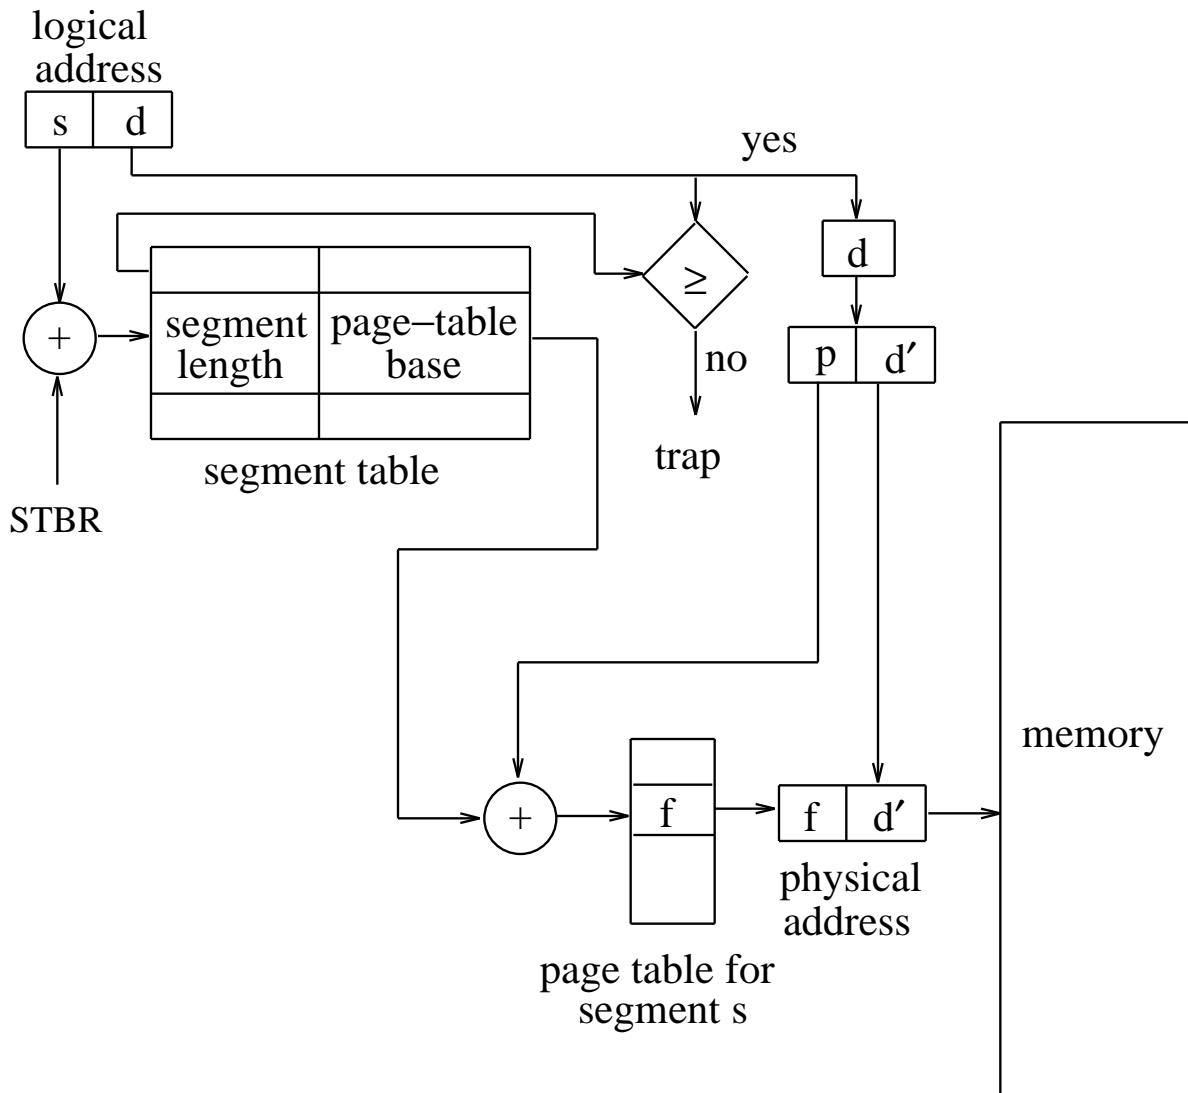 logical
address
s d
yes
d
≥
+
segment
length
page−table
base
p d′
no
segment table
trap
STBR
memory
+
f
f d′
physical
address
page table for
segment s